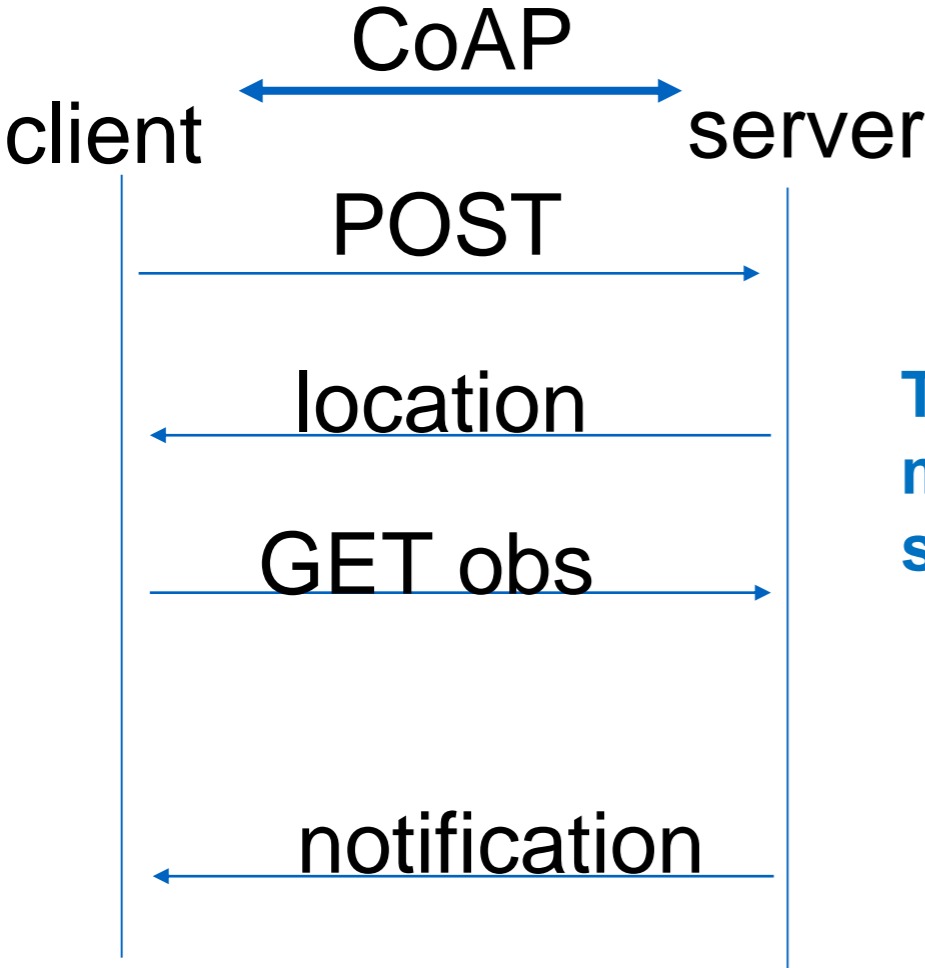 CoAP
client
server
POST
location
GET obs
notification